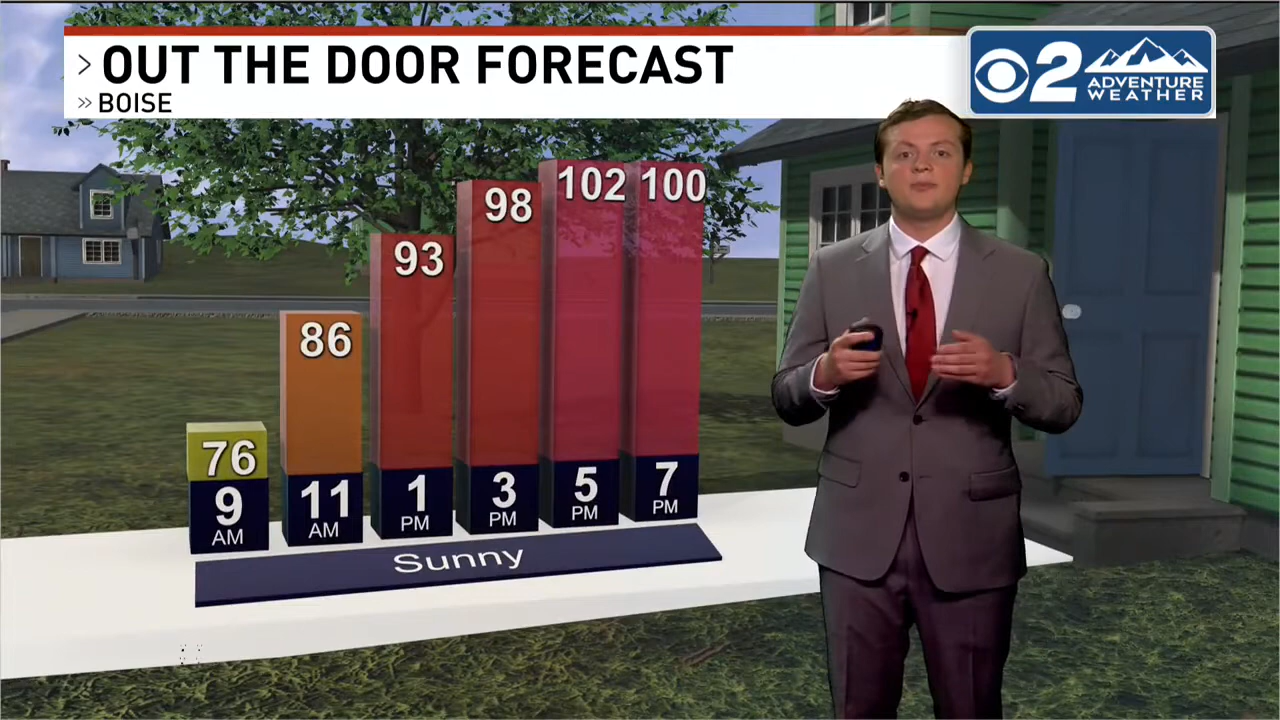 OUT THE DOOR FORECAST
BOISE
2 ADVENTURE
WEATHER
76
86
93
98
102
100
9
AM
11
AM
1
PM
3
PM
5
PM
7
PM
Sunny